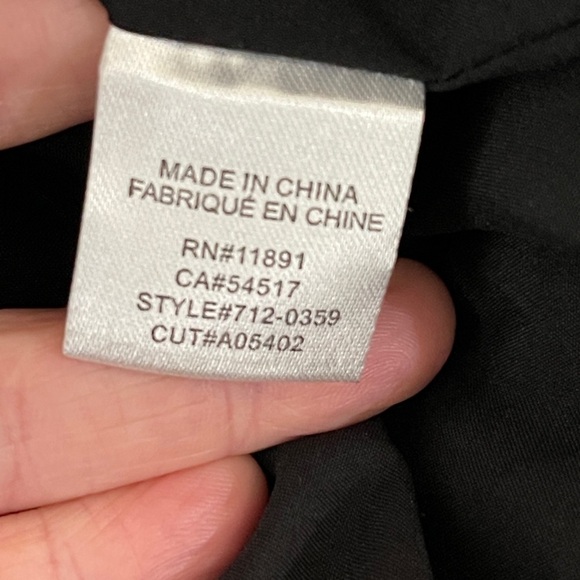 MADE IN CHINA
FABRIQUÉ EN CHINE
RN#11891
CA#54517
STYLE#712-0359
CUT#A05402